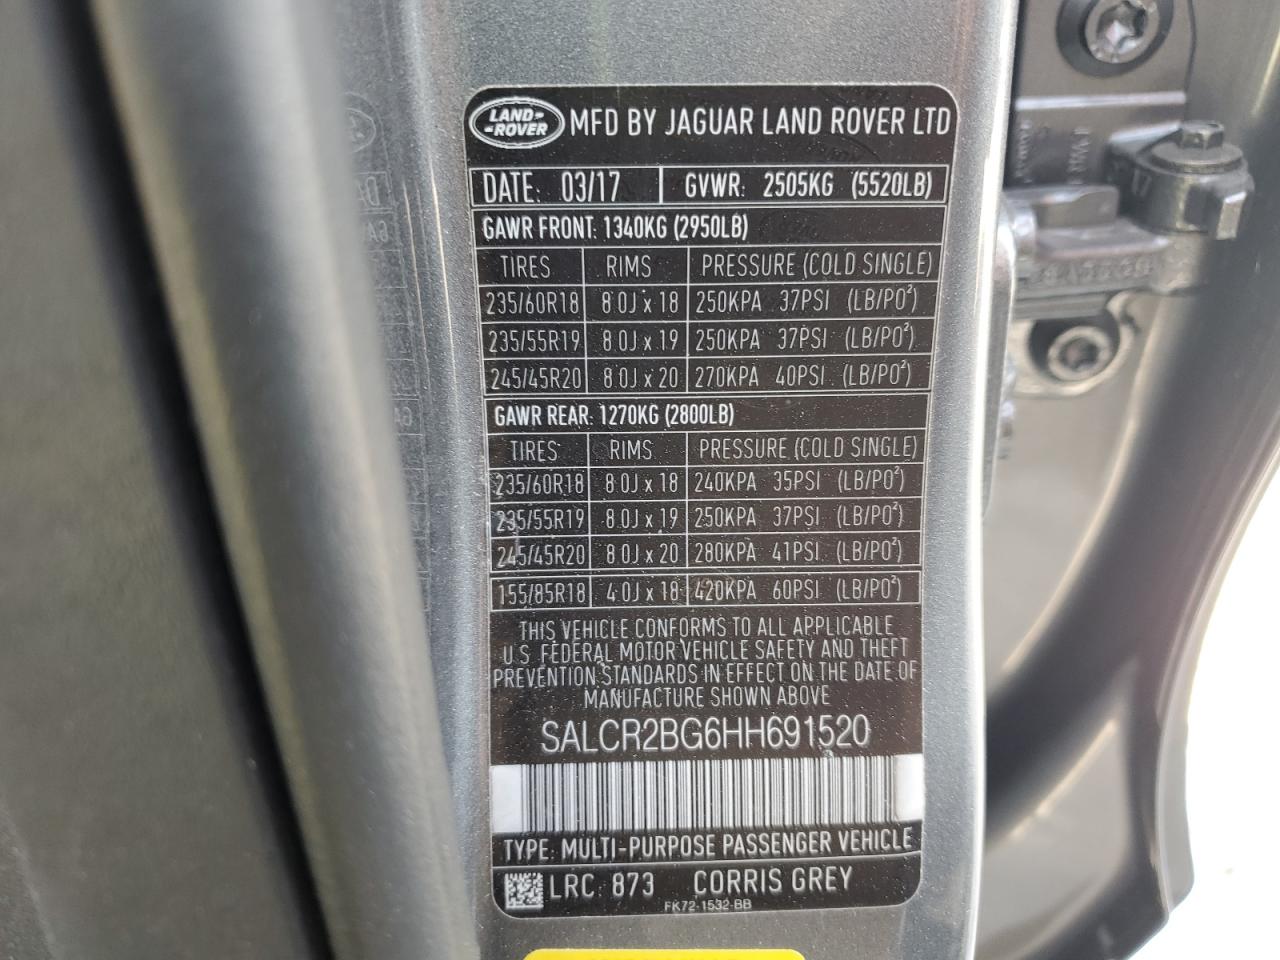 LAND-
-ROVER
MFD BY JAGUAR LAND ROVER LTD
DATE: 03/17 GVWR: 2505KG (5520LB)
GAWR FRONT: 1340KG (2950LB)
TIRES RIMS PRESSURE (COLD SINGLE)
235/60R18 8.0J x 18 250KPA 37PSI (LB/PO²)
235/55R19 8.0J x 19 250KPA 37PSI (LB/PO²)
245/45R20 8.0J x 20 270KPA 40PSI (LB/PO²)
GAWR REAR: 1270KG (2800LB)
TIRES RIMS PRESSURE (COLD SINGLE)
235/60R18 8.0J x 18 240KPA 35PSI (LB/PO²)
235/55R19 8.0J x 19 250KPA 37PSI (LB/PO²)
245/45R20 8.0J x 20 280KPA 41PSI (LB/PO²)
155/85R18 4.0J x 18 420KPA 60PSI (LB/PO²)
THIS VEHICLE CONFORMS TO ALL APPLICABLE
U.S. FEDERAL MOTOR VEHICLE SAFETY AND THEFT
PREVENTION STANDARDS IN EFFECT ON THE DATE OF
MANUFACTURE SHOWN ABOVE
SALCR2BG6HH691520
TYPE: MULTI-PURPOSE PASSENGER VEHICLE
LRC: 873 CORRIS GREY
FK72-1532-BB